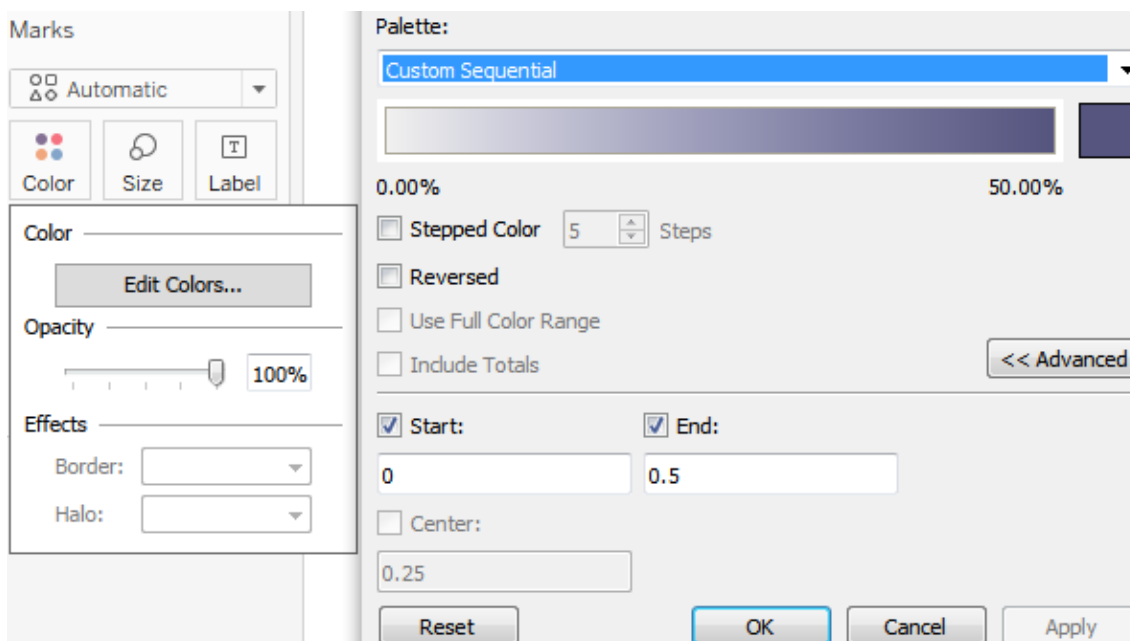 Marks
Automatic
Color Size Label
Color
Edit Colors...
Opacity
100%
Effects
Border:
Halo:
Palette:
Custom Sequential
0.00% 50.00%
Stepped Color 5 Steps
Reversed
Use Full Color Range
Include Totals
<< Advanced
Start: End:
0 0.5
Center:
0.25
Reset OK Cancel Apply